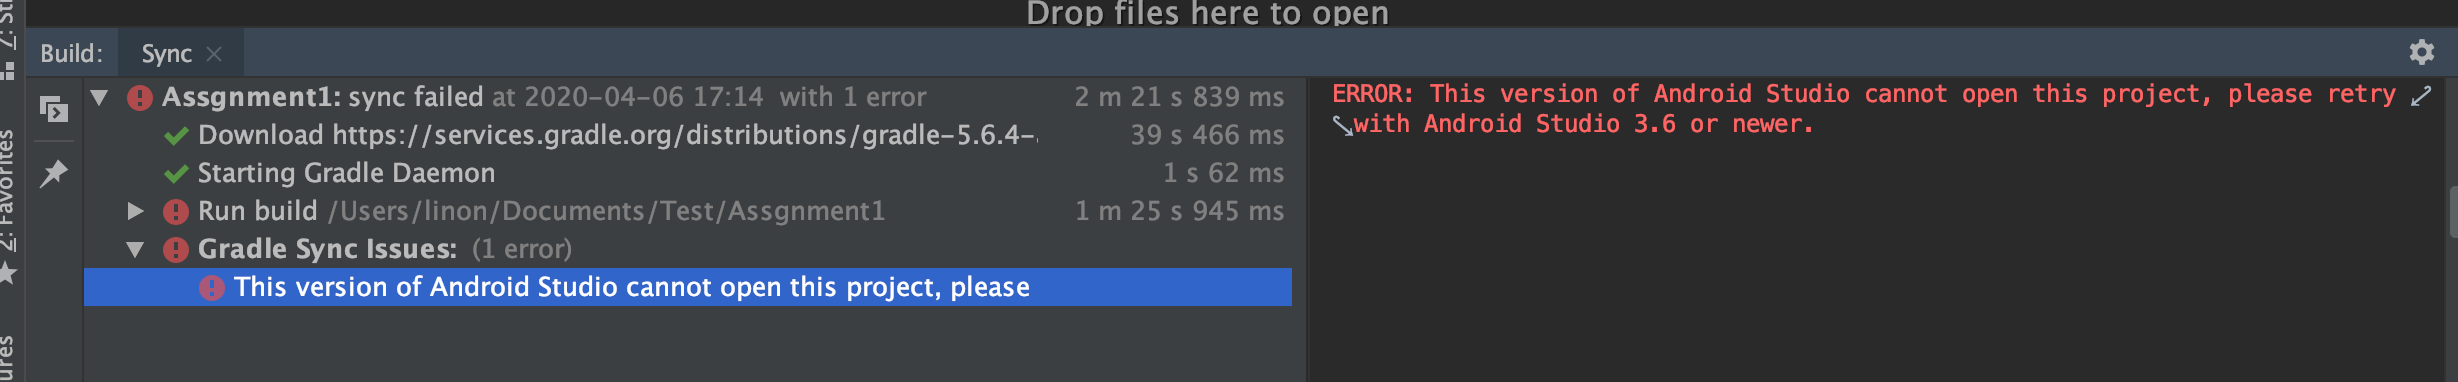 Drop files here to open
Build: Sync
Assgnment1: sync failed at 2020-04-06 17:14 with 1 error 2 m 21 s 839 ms
Download https://services.gradle.org/distributions/gradle-5.6.4- 39 s 466 ms
Starting Gradle Daemon 1 s 62 ms
Run build /Users/linon/Documents/Test/Assgnment1 1 m 25 s 945 ms
Gradle Sync Issues: (1 error)
This version of Android Studio cannot open this project, please
ERROR: This version of Android Studio cannot open this project, please retry
with Android Studio 3.6 or newer.
2: Favorites